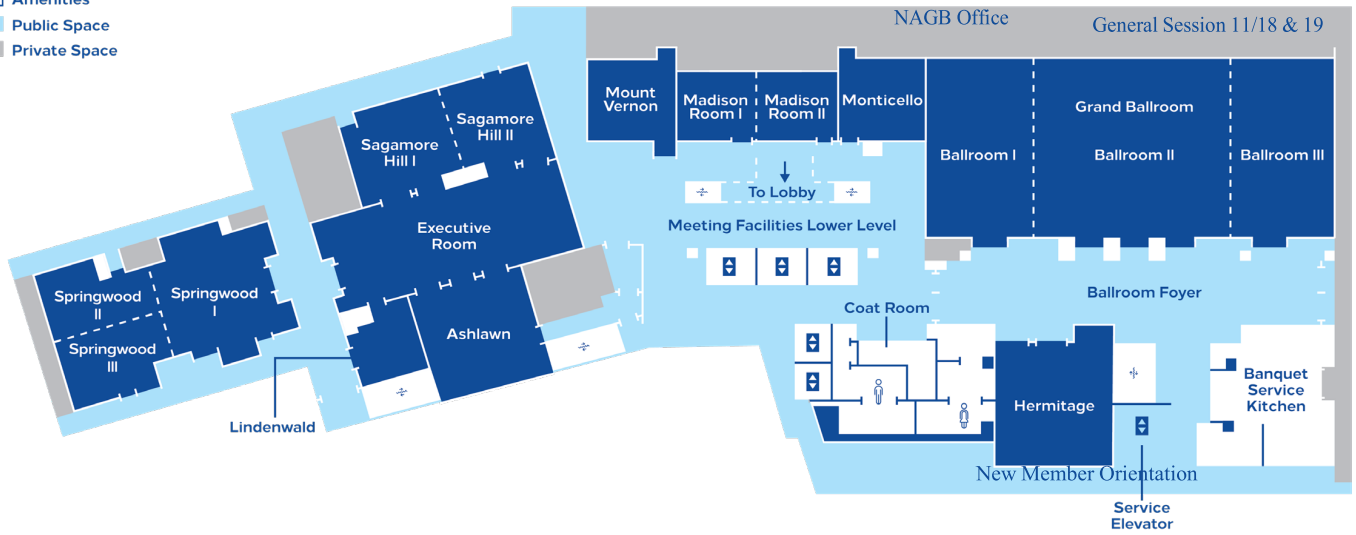 Amenities
Public Space
Private Space
NAGB Office
General Session 11/18 & 19
Mount
Vernon
Madison
Room I
Madison
Room II
Monticello
Grand Ballroom
Ballroom I
Ballroom II
Ballroom III
Sagamore
Hill II
Sagamore
Hill I
To Lobby
Executive
Room
Meeting Facilities Lower Level
Springwood
II
Springwood
I
Springwood
III
Ashlawn
Lindenwald
Ballroom Foyer
Coat Room
Hermitage
Banquet
Service
Kitchen
New Member Orientation
Service
Elevator